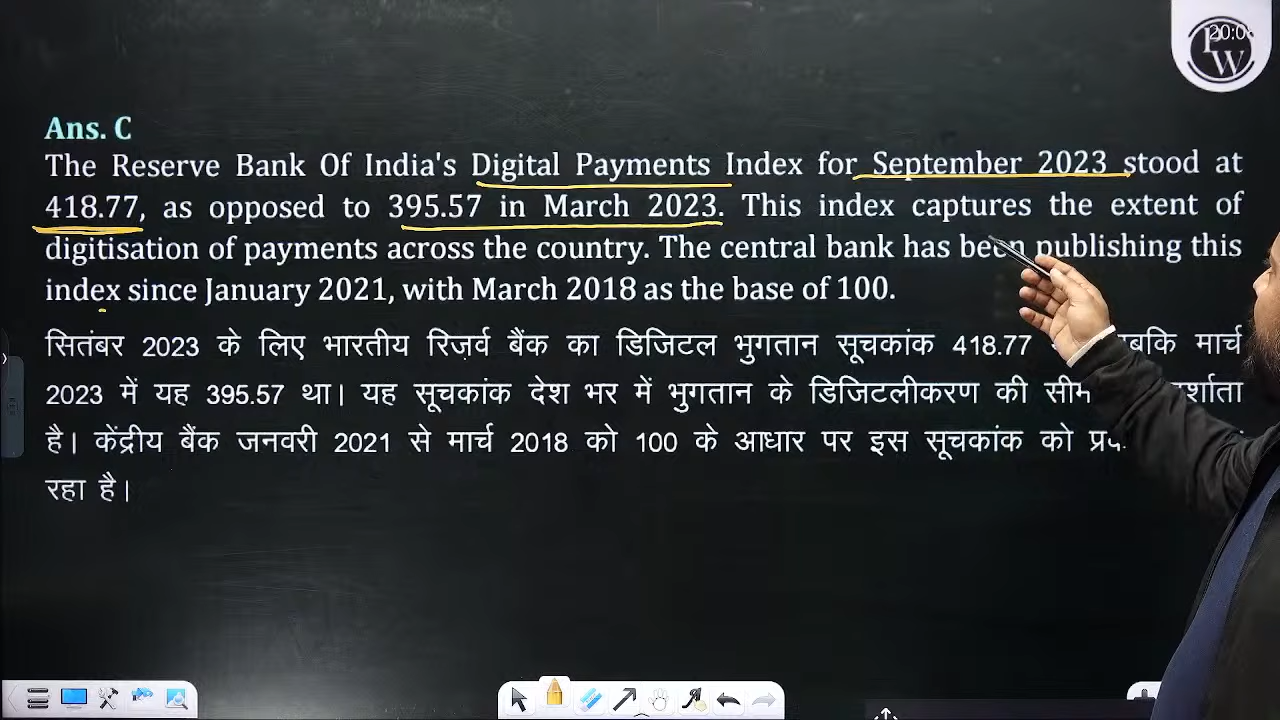 20:0
PW
Ans. C
The Reserve Bank Of India's Digital Payments Index for September 2023 stood at
418.77, as opposed to 395.57 in March 2023. This index captures the extent of
digitisation of payments across the country. The central bank has been publishing this
index since January 2021, with March 2018 as the base of 100.
सितंबर 2023 के लिए भारतीय रिज़र्व बैंक का डिजिटल भुगतान सूचकांक 418.77 मार्च
2023 में यह 395.57 था। यह सूचकांक देश भर में भुगतान के डिजिटलीकरण की
है। केंद्रीय बैंक जनवरी 2021 से मार्च 2018 को 100 के आधार पर इस सूचकांक को
रहा है।